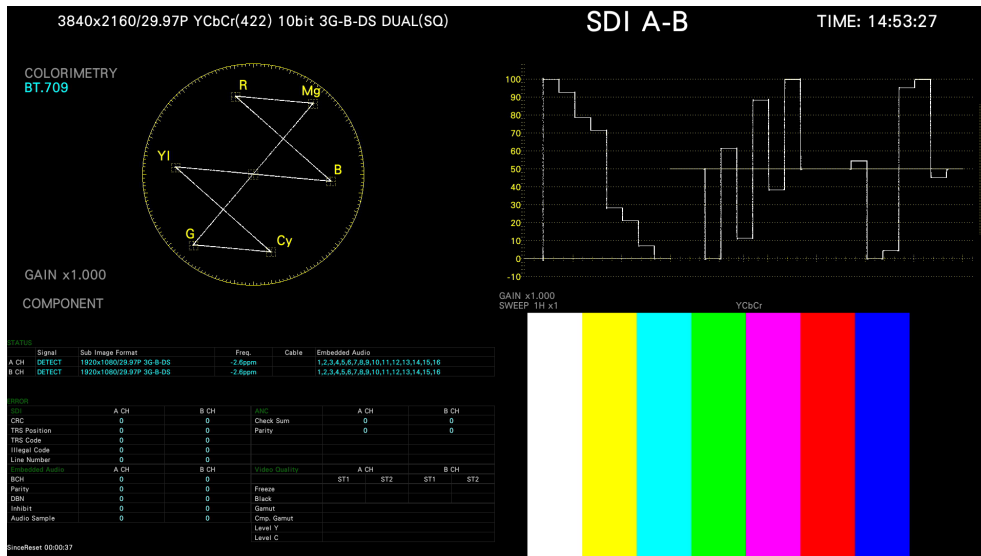 3840x2160/29.97P YCbCr(422) 10bit 3G-B-DS DUAL(SQ)
SDI A-B
TIME: 14:53:27
COLORIMETRY
BT.709
R
Mg
Yl
B
G
Cy
GAIN x1.000
COMPONENT
100
90
80
70
60
50
40
30
20
10
0
-10
GAIN x1.000
SWEEP 1H x1
YCbCr
STATUS
Signal Sub Image Format Freq. Cable Embedded Audio
A CH DETECT 1920x1080/29.97P 3G-B-DS -2.6ppm 1,2,3,4,5,6,7,8,9,10,11,12,13,14,15,16
B CH DETECT 1920x1080/29.97P 3G-B-DS -2.6ppm 1,2,3,4,5,6,7,8,9,10,11,12,13,14,15,16
ERROR
SDI A CH B CH ANC A CH B CH
CRC 0 0 Check Sum 0 0
TRS Position 0 0 Parity 0 0
TRS Code 0 0
Illegal Code 0 0
Line Number 0 0
Embedded Audio A CH B CH Video Quality A CH B CH
BCH 0 0 ST1 ST2 ST1 ST2
Parity 0 0 Freeze
DBN 0 0 Black
Inhibit 0 0 Gamut
Audio Sample 0 0 Cmp. Gamut
Level Y
Level C
SinceReset 00:00:37